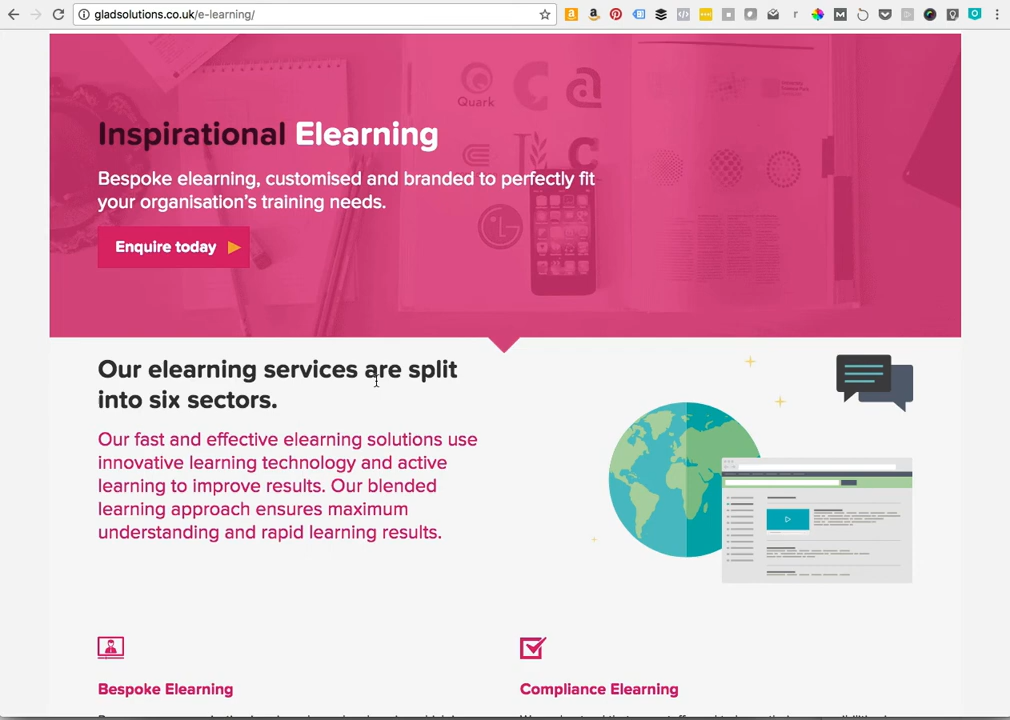 gladsolutions.co.uk/e-learning/
Quark
Inspirational Elearning
Bespoke elearning, customised and branded to perfectly fit
your organisation's training needs.
Enquire today
Our elearning services are split
into six sectors.
Our fast and effective elearning solutions use
innovative learning technology and active
learning to improve results. Our blended
learning approach ensures maximum
understanding and rapid learning results.
Bespoke Elearning
Compliance Elearning